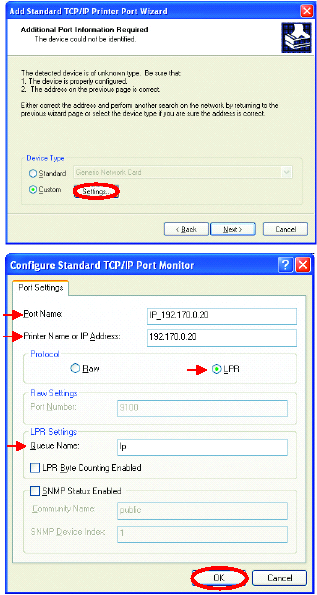 Add Standard TCP/IP Printer Port Wizard
Additional Port Information Required
The device could not be identified.
The detected device is of unknown type. Be sure that:
1. The device is properly configured.
2. The address on the previous page is correct.
Either correct the address and perform another search on the network by returning to the
previous wizard page or select the device type if you are sure the address is correct.
Device Type
Standard
Generic Network Card
Custom
Settings...
< Back
Next >
Cancel
Configure Standard TCP/IP Port Monitor
Port Settings
Port Name:
IP_192.170.0.20
Printer Name or IP Address:
192.170.0.20
Protocol
Raw
LPR
Raw Settings
Port Number:
9100
LPR Settings
Queue Name:
lp
LPR Byte Counting Enabled
SNMP Status Enabled
Community Name:
public
SNMP Device Index:
1
OK
Cancel